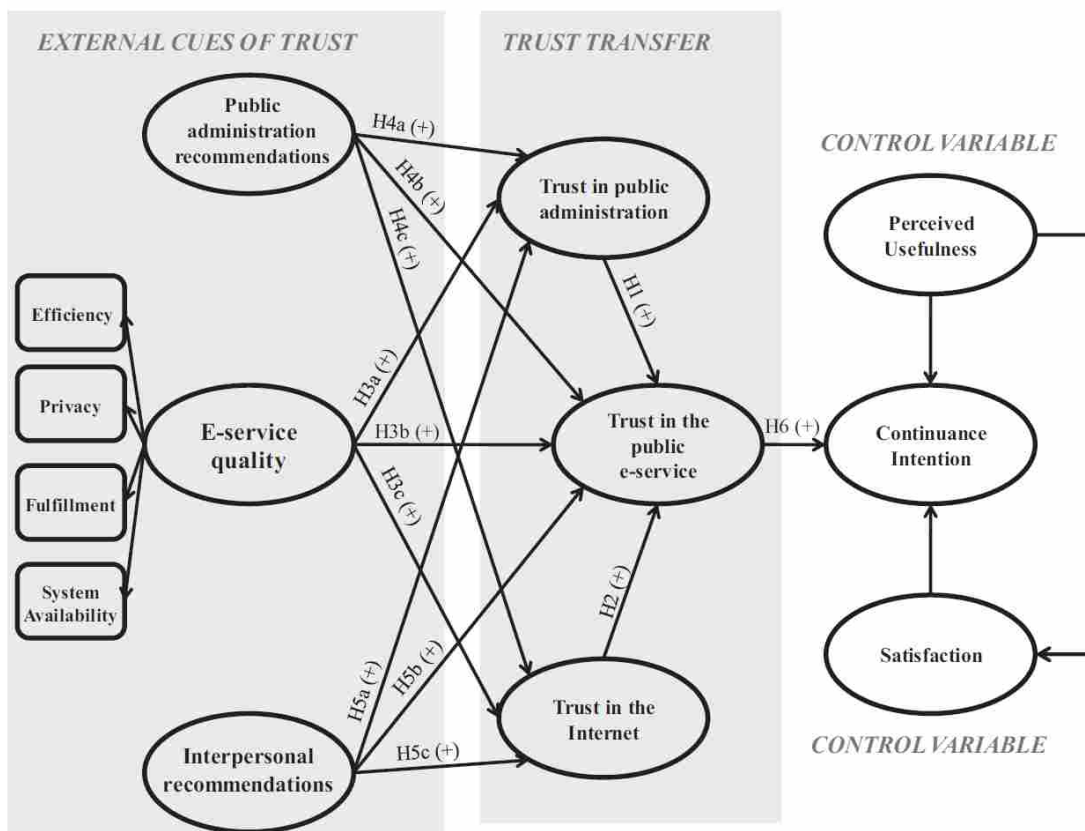 EXTERNAL CUES OF TRUST
TRUST TRANSFER
Public
administration
recommendations
H4a (+)
H4b (+)
H4c (+)
Trust in public
administration
CONTROL VARIABLE
Perceived
Usefulness
H1 (+)
Efficiency
Privacy
Fulfillment
System
Availability
E-service
quality
H3a (+)
H3b (+)
H3c (+)
Trust in the
public
e-service
H6 (+)
Continuance
Intention
H2 (+)
H5a (+)
H5b (+)
H5c (+)
Interpersonal
recommendations
Trust in the
Internet
Satisfaction
CONTROL VARIABLE